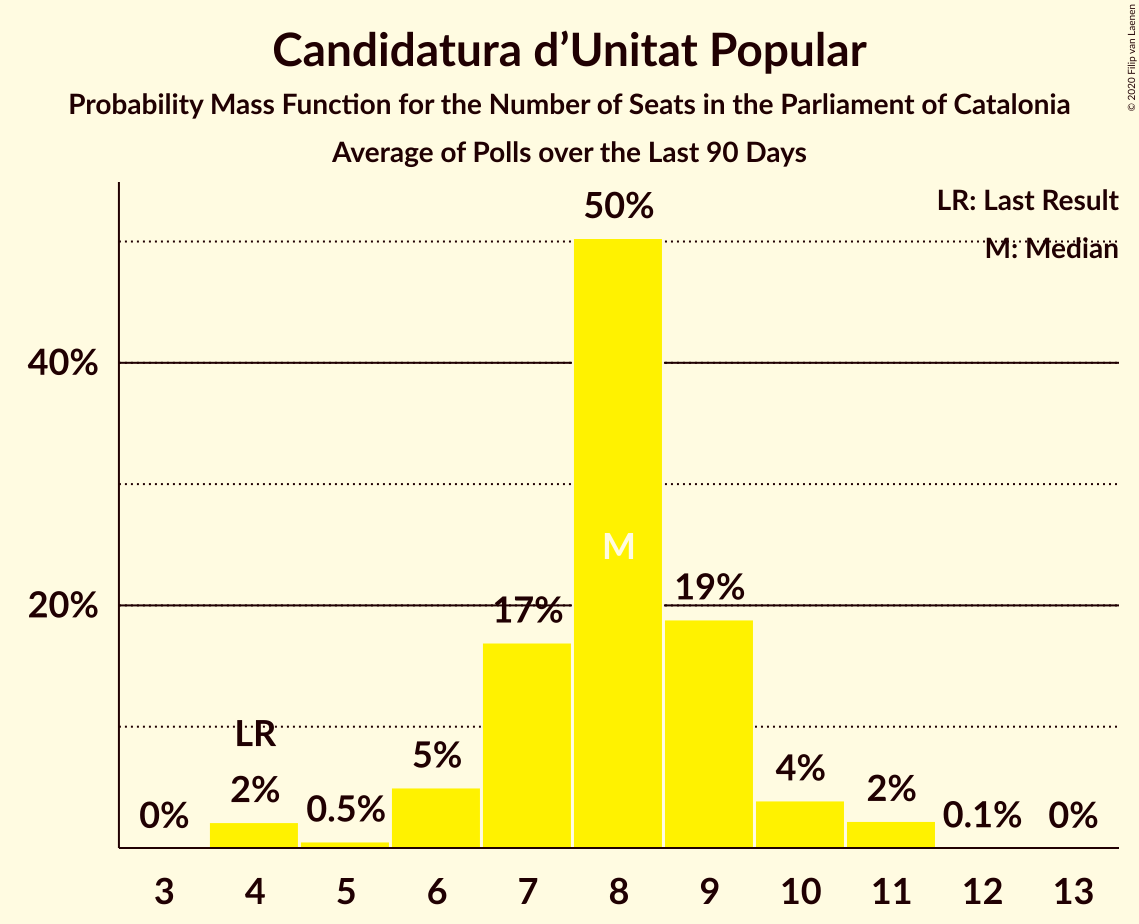 Candidatura d’Unitat Popular
Probability Mass Function for the Number of Seats in the Parliament of Catalonia
Average of Polls over the Last 90 Days
© 2020 Filip van Laenen
LR: Last Result
M: Median
50%
40%
M
20%
19%
17%
LR
5%
4%
2%
2%
0%
0.5%
0.1%
0%
3 4 5 6 7 8 9 10 11 12 13